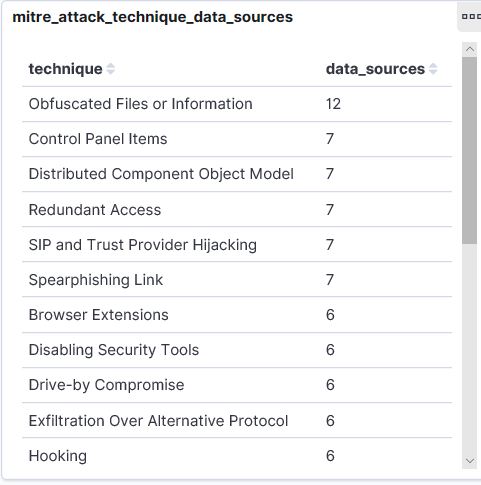 mitre_attack_technique_data_sources
technique data_sources
Obfuscated Files or Information 12
Control Panel Items 7
Distributed Component Object Model 7
Redundant Access 7
SIP and Trust Provider Hijacking 7
Spearphishing Link 7
Browser Extensions 6
Disabling Security Tools 6
Drive-by Compromise 6
Exfiltration Over Alternative Protocol 6
Hooking 6